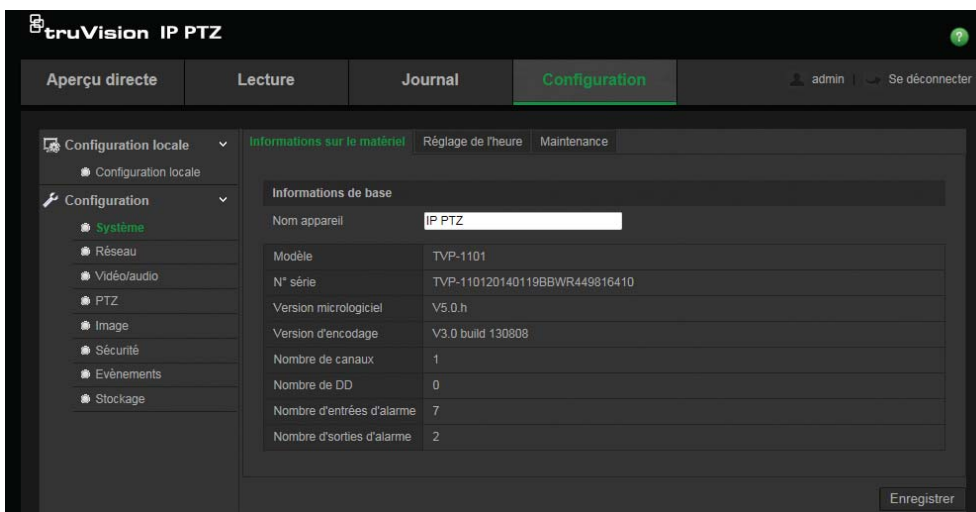 truVision IP PTZ
?
Aperçu directe Lecture Journal Configuration admin | Se déconnecter
Configuration locale
Configuration locale
Configuration
Système
Réseau
Vidéo/audio
PTZ
Image
Sécurité
Evènements
Stockage
Informations sur le matériel Réglage de l'heure Maintenance
Informations de base
Nom appareil IP PTZ
Modèle TVP-1101
N° série TVP-110120140119BBWR449816410
Version micrologiciel V5.0.h
Version d'encodage V3.0 build 130808
Nombre de canaux 1
Nombre de DD 0
Nombre d'entrées d'alarme 7
Nombre d'sorties d'alarme 2
Enregistrer